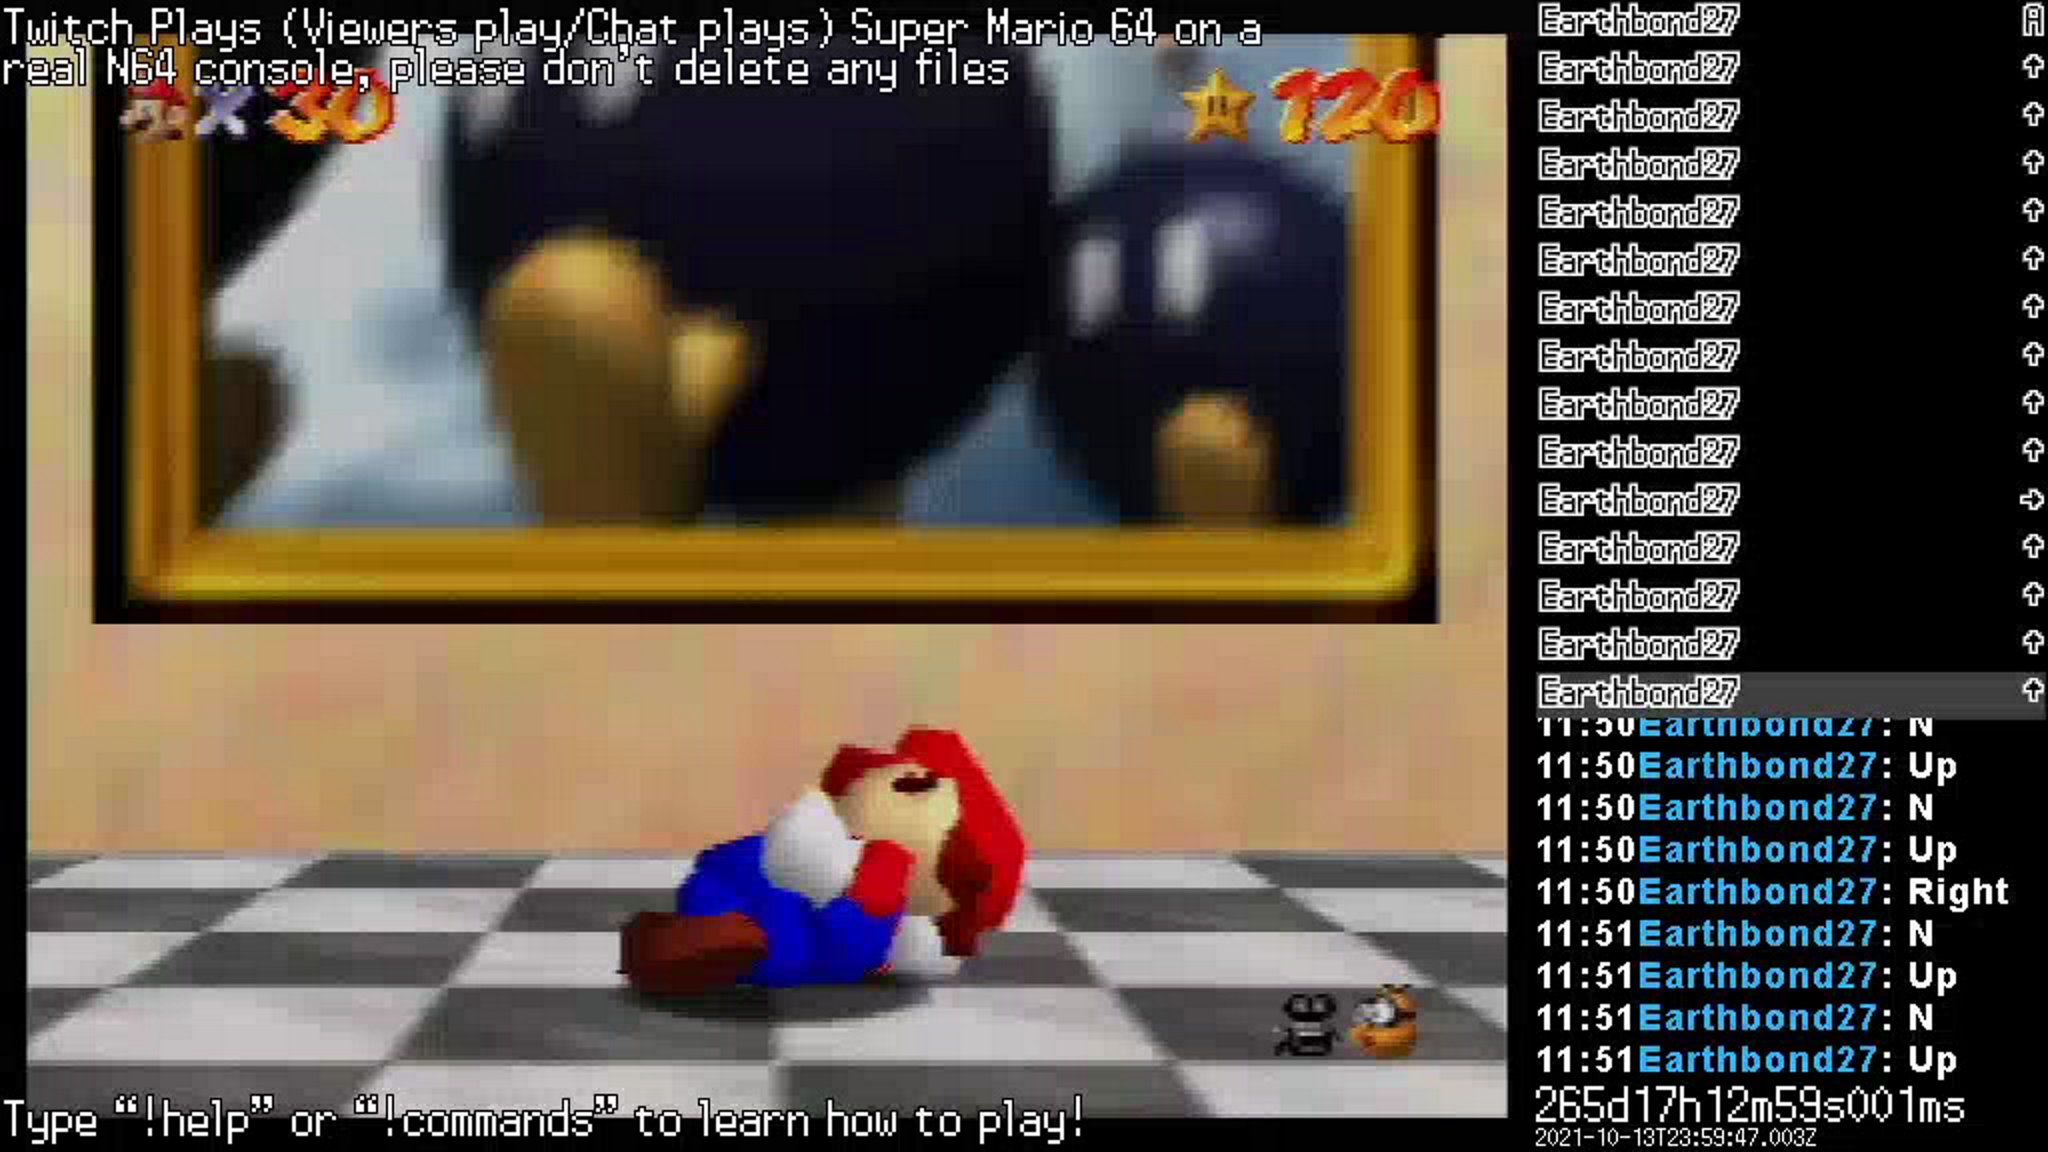 Twitch Plays (Viewers play/Chat plays) Super Mario 64 on a
real N64 console, please don't delete any files
x 30
120
Type “!help” or “!commands” to learn how to play!
Earthbond27 A
Earthbond27 ↑
Earthbond27 ↑
Earthbond27 ↑
Earthbond27 ↑
Earthbond27 ↑
Earthbond27 ↑
Earthbond27 ↑
Earthbond27 ↑
Earthbond27 ↑
Earthbond27 →
Earthbond27 ↑
Earthbond27 ↑
Earthbond27 ↑
Earthbond27 ↑
11:50Earthbond27: N
11:50Earthbond27: Up
11:50Earthbond27: N
11:50Earthbond27: Up
11:50Earthbond27: Right
11:51Earthbond27: N
11:51Earthbond27: Up
11:51Earthbond27: N
11:51Earthbond27: Up
265d17h12m59s001ms
2021-10-13T23:59:47.003Z